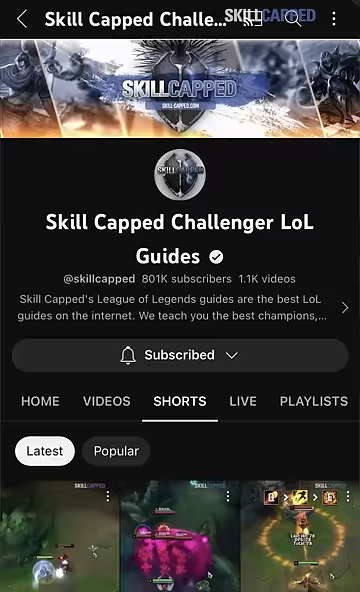 Skill Capped Challe...
SKILLCAPPED
SKILLCAPPED
SKILL-CAPPED.COM
SKILLCAPPED
Skill Capped Challenger LoL
Guides
@skillcapped 801K subscribers 1.1K videos
Skill Capped's League of Legends guides are the best LoL
guides on the internet. We teach you the best champions,...
Subscribed
HOME VIDEOS SHORTS LIVE PLAYLISTS
Latest Popular
SKILLCAPPED SKILLCAPPED SKILLCAPPED